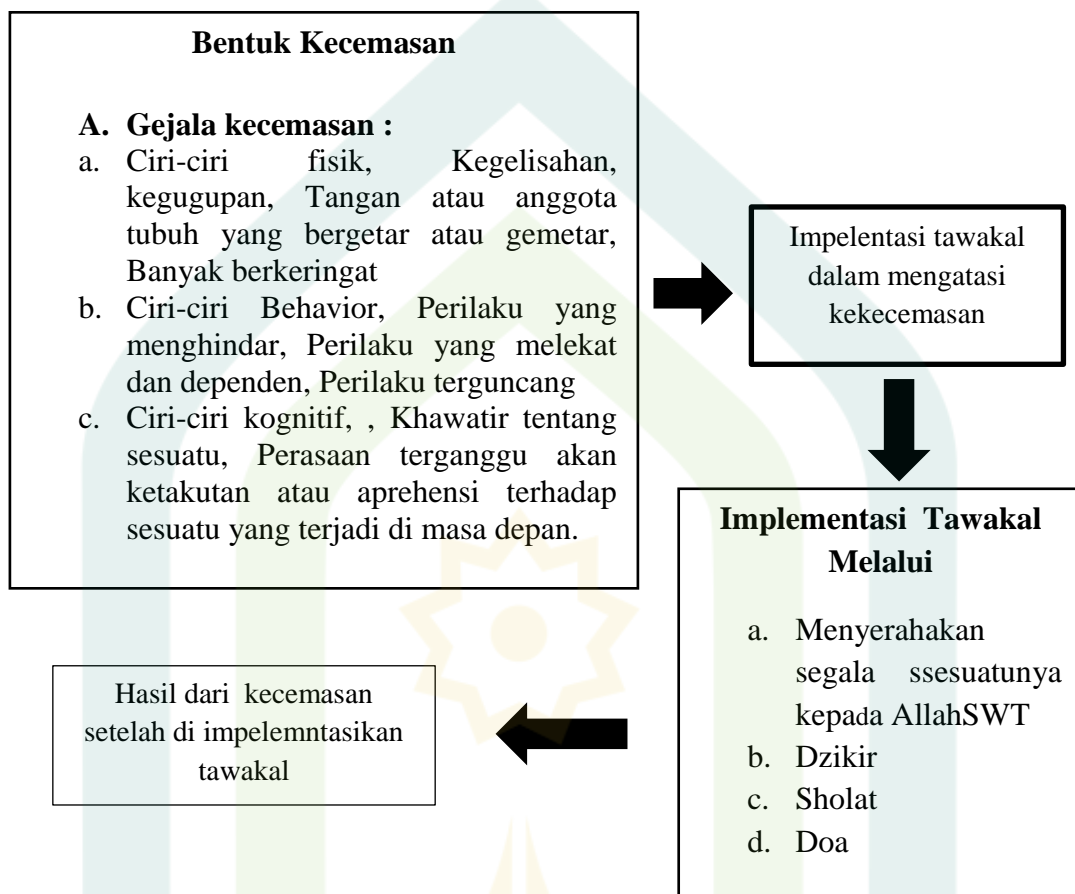 Bentuk Kecemasan
A. Gejala kecemasan :
a. Ciri-ciri fisik, Kegelisahan,
kegugupan, Tangan atau anggota
tubuh yang bergetar atau gemetar,
Banyak berkeringat
b. Ciri-ciri Behavior, Perilaku yang
menghindar, Perilaku yang melekat
dan dependen, Perilaku terguncang
c. Ciri-ciri kognitif, , Khawatir tentang
sesuatu, Perasaan terganggu akan
ketakutan atau aprehensi terhadap
sesuatu yang terjadi di masa depan.
Impelentasi tawakal
dalam mengatasi
kekecemasan
Implementasi Tawakal
Melalui
a. Menyerahakan
segala ssesuatunya
kepada AllahSWT
b. Dzikir
c. Sholat
d. Doa
Hasil dari kecemasan
setelah di impelemntasikan
tawakal